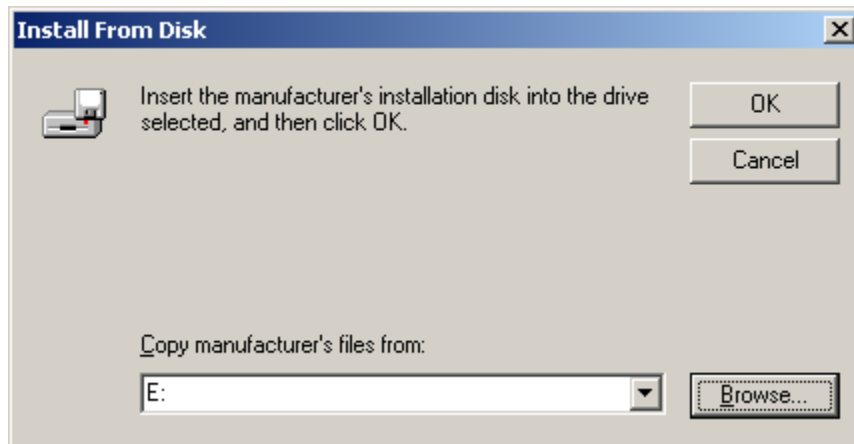 Install From Disk
Insert the manufacturer's installation disk into the drive
selected, and then click OK.
OK
Cancel
Copy manufacturer's files from:
E:
Browse...